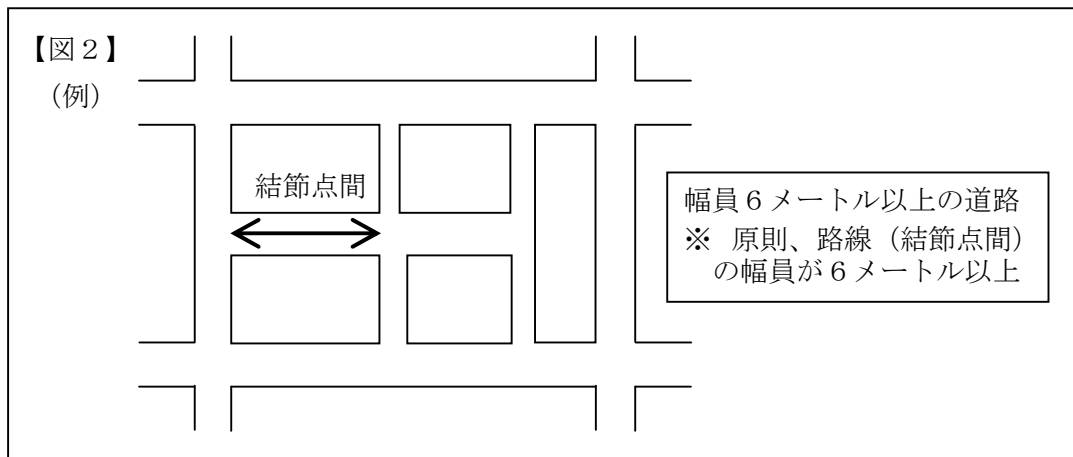 【図２】
（例）
結節点間
幅員６メートル以上の道路
※ 原則、路線（結節点間）
の幅員が６メートル以上